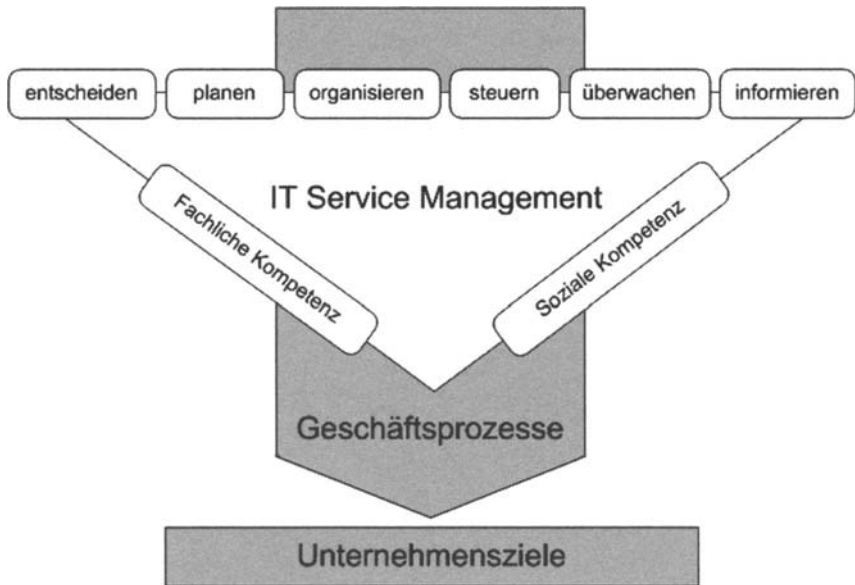 entscheiden planen organisieren steuern überwachen informieren
IT Service Management
Fachliche Kompetenz
Soziale Kompetenz
Geschäftsprozesse
Unternehmensziele